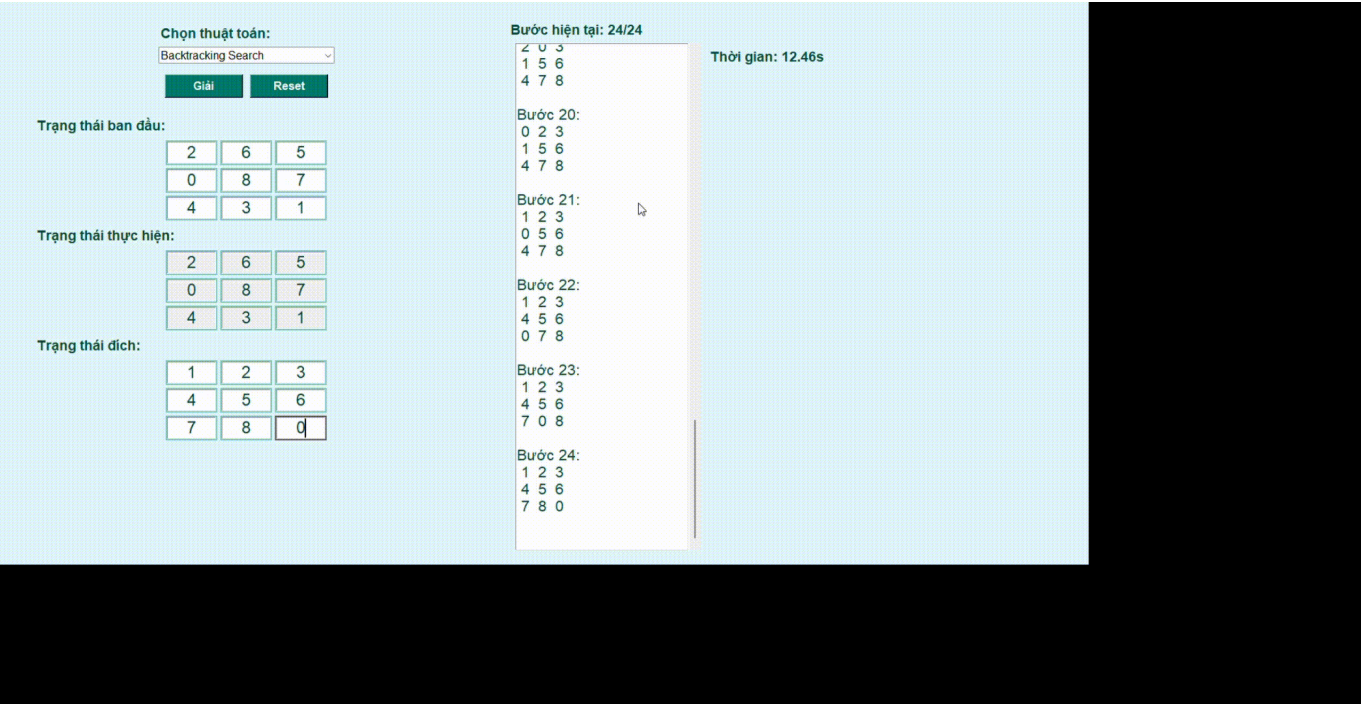 Chọn thuật toán:
Backtracking Search
Giải
Reset
Trạng thái ban đầu:
2 6 5
0 8 7
4 3 1
Trạng thái thực hiện:
2 6 5
0 8 7
4 3 1
Trạng thái đích:
1 2 3
4 5 6
7 8 0
Bước hiện tại: 24/24
2 0 3
1 5 6
4 7 8
Bước 20:
0 2 3
1 5 6
4 7 8
Bước 21:
1 2 3
0 5 6
4 7 8
Bước 22:
1 2 3
4 5 6
0 7 8
Bước 23:
1 2 3
4 5 6
7 0 8
Bước 24:
1 2 3
4 5 6
7 8 0
Thời gian: 12.46s